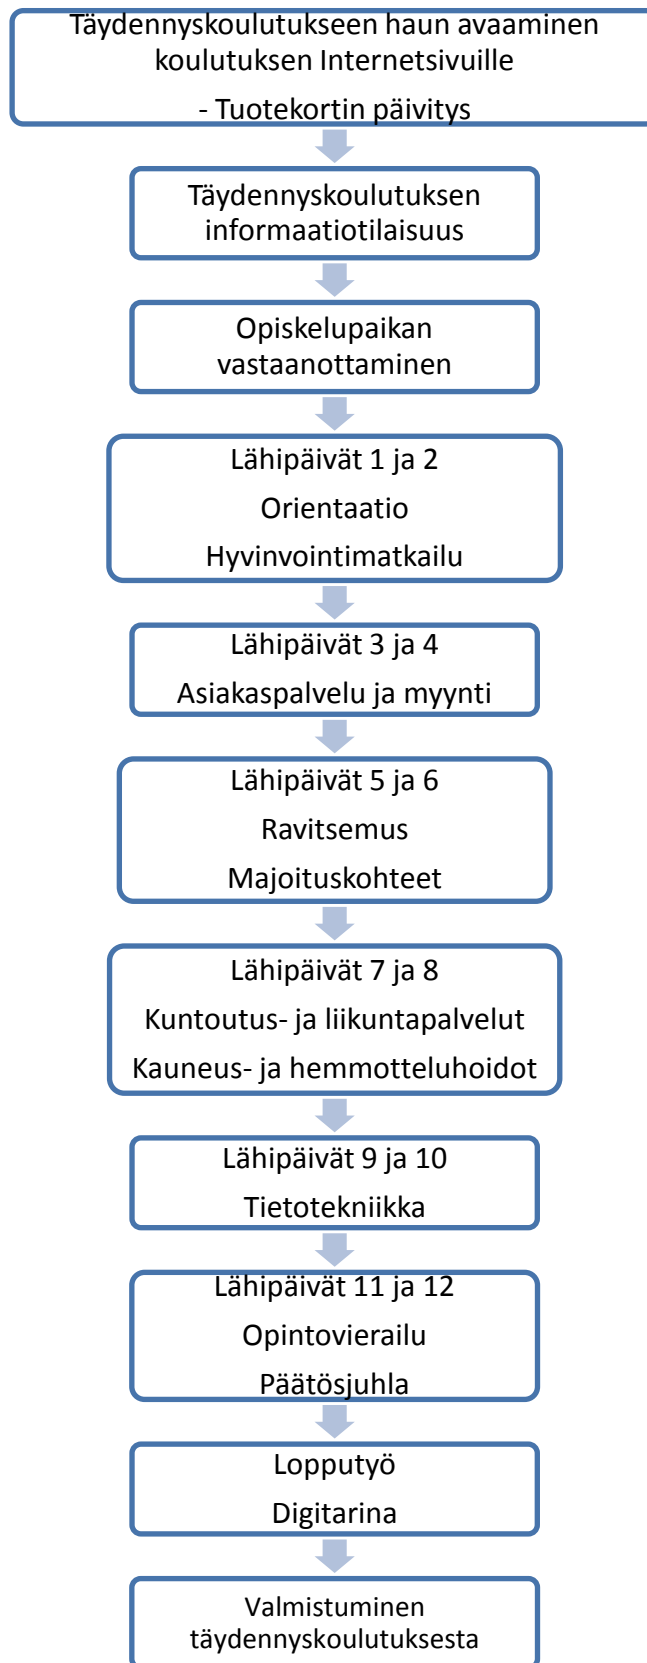 Täydennyskoulutukseen haun avaaminen
koulutuksen Internetsivuille
- Tuotekortin päivitys
Täydennyskoulutuksen
informaatiotilaisuus
Opiskelupaikan
vastaanottaminen
Lähipäivät 1 ja 2
Orientaatio
Hyvinvointimatkailu
Lähipäivät 3 ja 4
Asiakaspalvelu ja myynti
Lähipäivät 5 ja 6
Ravitsemus
Majoituskohteet
Lähipäivät 7 ja 8
Kuntoutus- ja liikuntapalvelut
Kauneus- ja hemmotteluhoidot
Lähipäivät 9 ja 10
Tietotekniikka
Lähipäivät 11 ja 12
Opintovierailu
Päätösjuhla
Lopputyö
Digitarina
Valmistuminen
täydennyskoulutuksesta